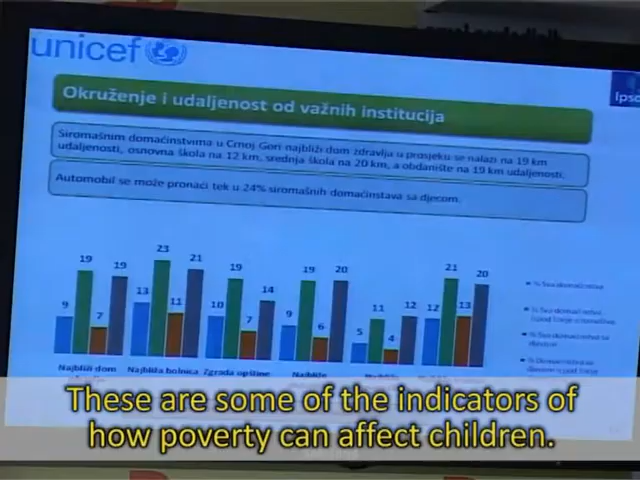 unicef
Ipsos
Okruženje i udaljenost od važnih institucija
Siromašnim domaćinstvima u Crnoj Gori najbliži dom zdravlja u prosjeku se nalazi na 19 km
udaljenosti, osnovna škola na 12 km, srednja škola na 20 km, a obdanište na 19 km udaljenosti.
Automobil se može pronaći tek u 24% siromašnih domaćinstava sa djecom.
9 19 7 19 13 23 11 21 10 19 7 14 9 19 6 20 5 11 4 12 12 21 13 20
Najbliži dom Najbliža bolnica Zgrada opštine
These are some of the indicators of
how poverty can affect children.